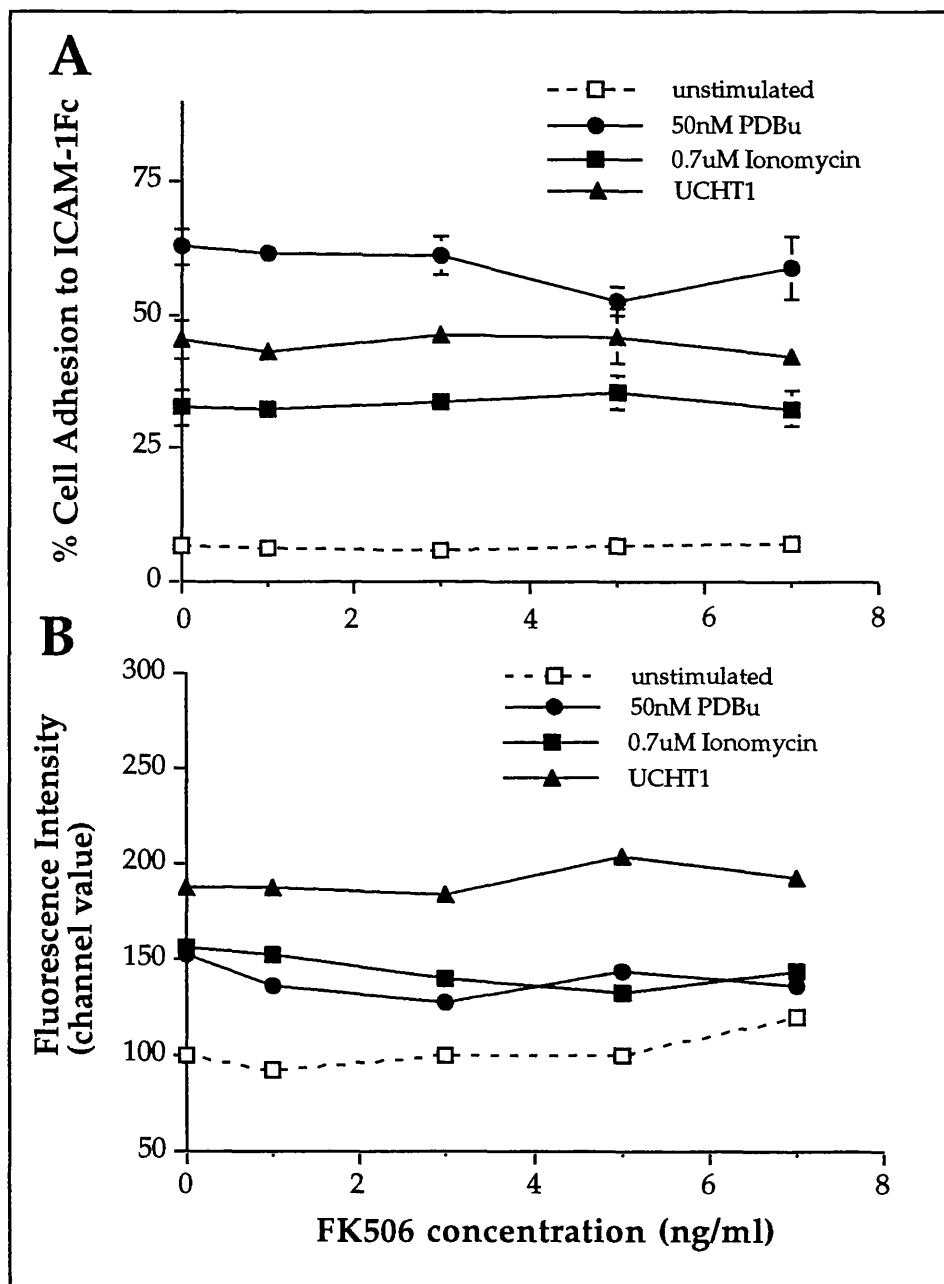 A
unstimulated
50nM PDBu
0.7uM Ionomycin
UCHT1
% Cell Adhesion to ICAM-1Fc
75
50
25
0
0 2 4 6 8
B
unstimulated
50nM PDBu
0.7uM Ionomycin
UCHT1
Fluorescence Intensity
(channel value)
300
250
200
150
100
50
0 2 4 6 8
FK506 concentration (ng/ml)